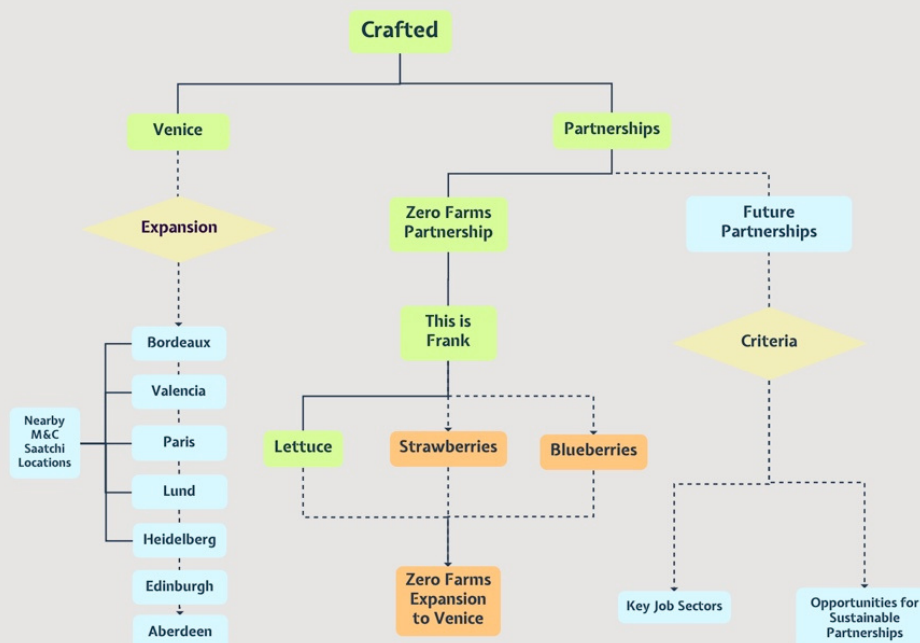 Crafted
Venice
Partnerships
Zero Farms
Partnership
Future
Partnerships
Expansion
This is
Frank
Criteria
Bordeaux
Valencia
Nearby
M&C
Saatchi
Locations
Paris
Lund
Heidelberg
Edinburgh
Aberdeen
Lettuce
Strawberries
Blueberries
Zero Farms
Expansion
to Venice
Key Job Sectors
Opportunities for
Sustainable
Partnerships